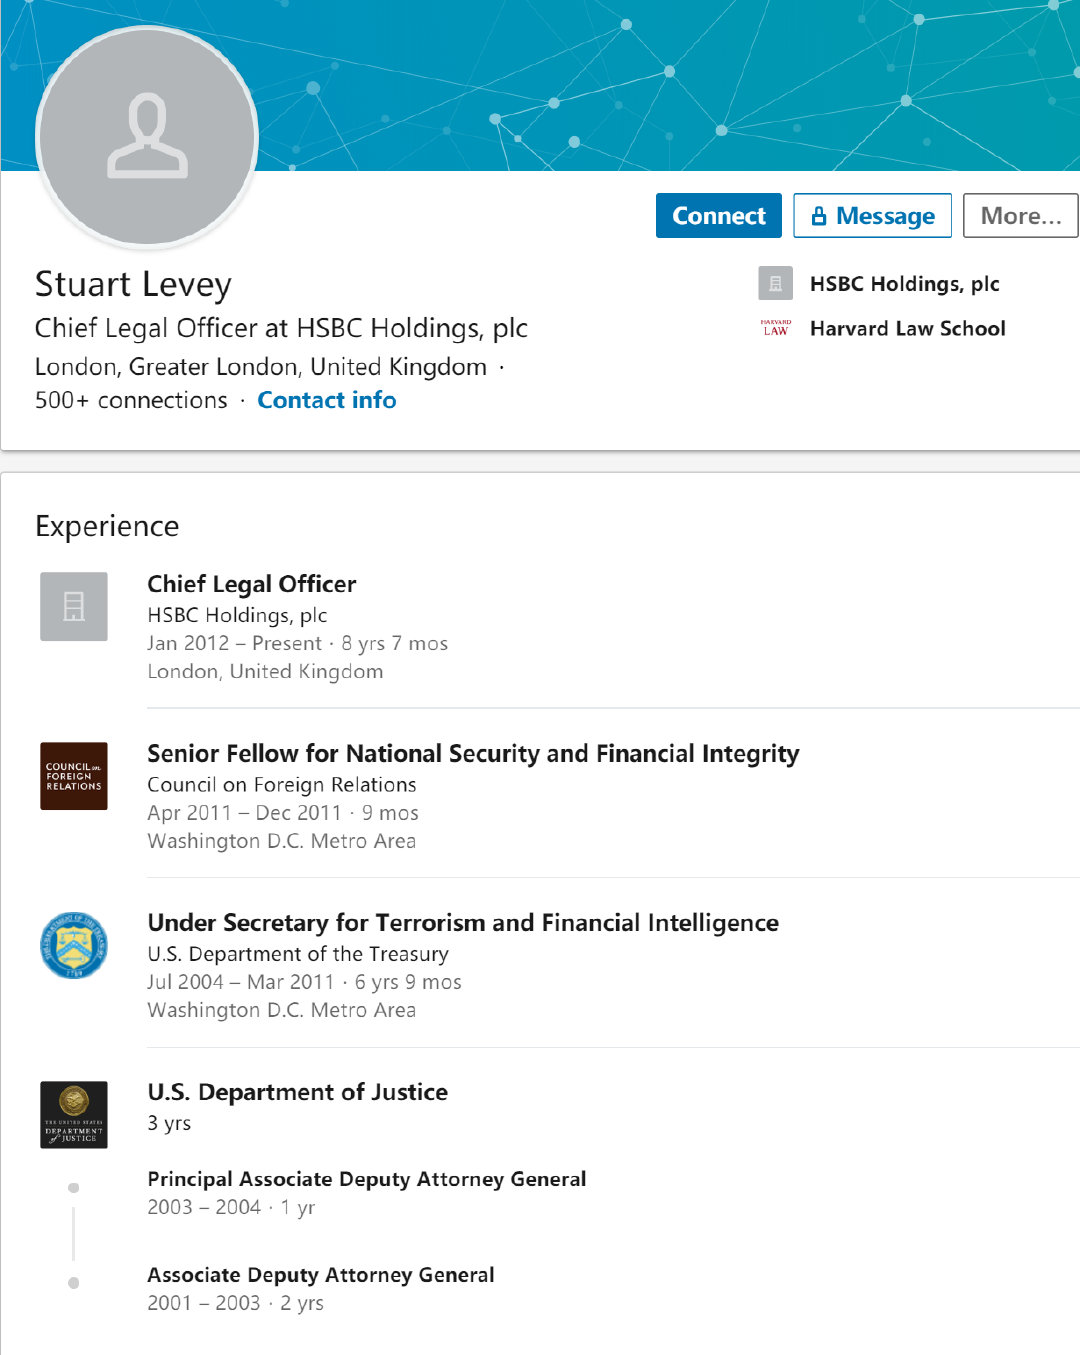 Connect
Message
More...
Stuart Levey
Chief Legal Officer at HSBC Holdings, plc
London, Greater London, United Kingdom ·
500+ connections · Contact info
HSBC Holdings, plc
HARVARD
LAW
Harvard Law School
Experience
Chief Legal Officer
HSBC Holdings, plc
Jan 2012 – Present · 8 yrs 7 mos
London, United Kingdom
COUNCIL on
FOREIGN
RELATIONS
Senior Fellow for National Security and Financial Integrity
Council on Foreign Relations
Apr 2011 – Dec 2011 · 9 mos
Washington D.C. Metro Area
Under Secretary for Terrorism and Financial Intelligence
U.S. Department of the Treasury
Jul 2004 – Mar 2011 · 6 yrs 9 mos
Washington D.C. Metro Area
THE UNITED STATES
DEPARTMENT
of JUSTICE
U.S. Department of Justice
3 yrs
Principal Associate Deputy Attorney General
2003 – 2004 · 1 yr
Associate Deputy Attorney General
2001 – 2003 · 2 yrs